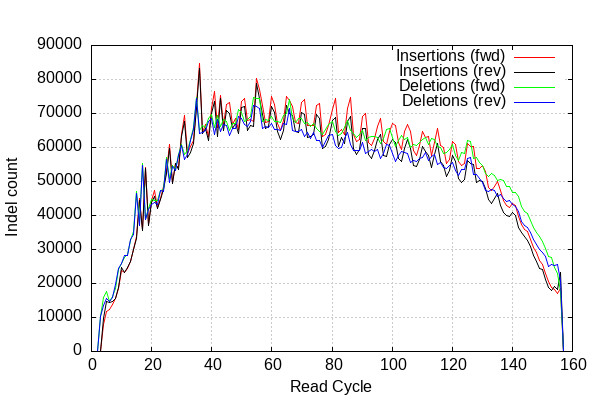 90000
80000
70000
60000
50000
40000
30000
20000
10000
0
Indel count
Insertions (fwd)
Insertions (rev)
Deletions (fwd)
Deletions (rev)
0 20 40 60 80 100 120 140 160
Read Cycle